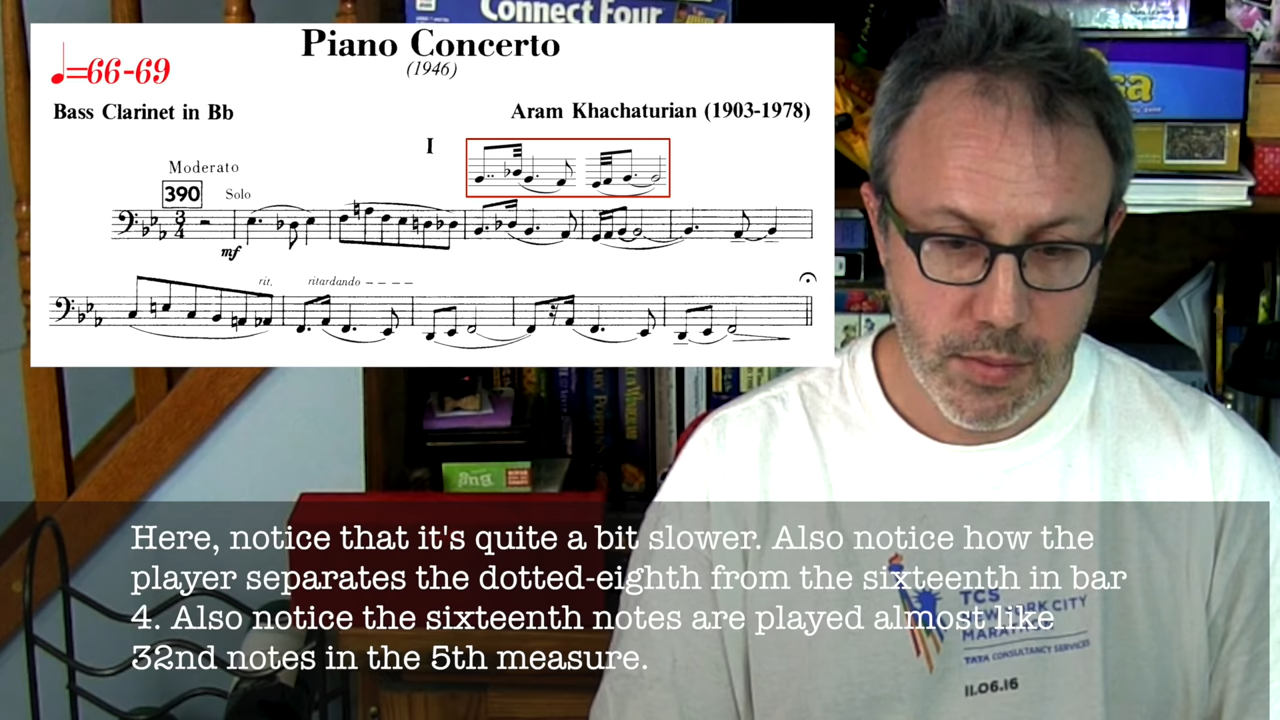 Connect Four
Piano Concerto
(1946)
♩=66-69
Bass Clarinet in Bb
Aram Khachaturian (1903-1978)
I
Moderato
390
Solo
3
4
mf
rit.
ritardando
Here, notice that it's quite a bit slower. Also notice how the
player separates the dotted-eighth from the sixteenth in bar
4. Also notice the sixteenth notes are played almost like
32nd notes in the 5th measure.
TCS
NEW YORK CITY
MARATHON
TATA CONSULTANCY SERVICES
11.06.16